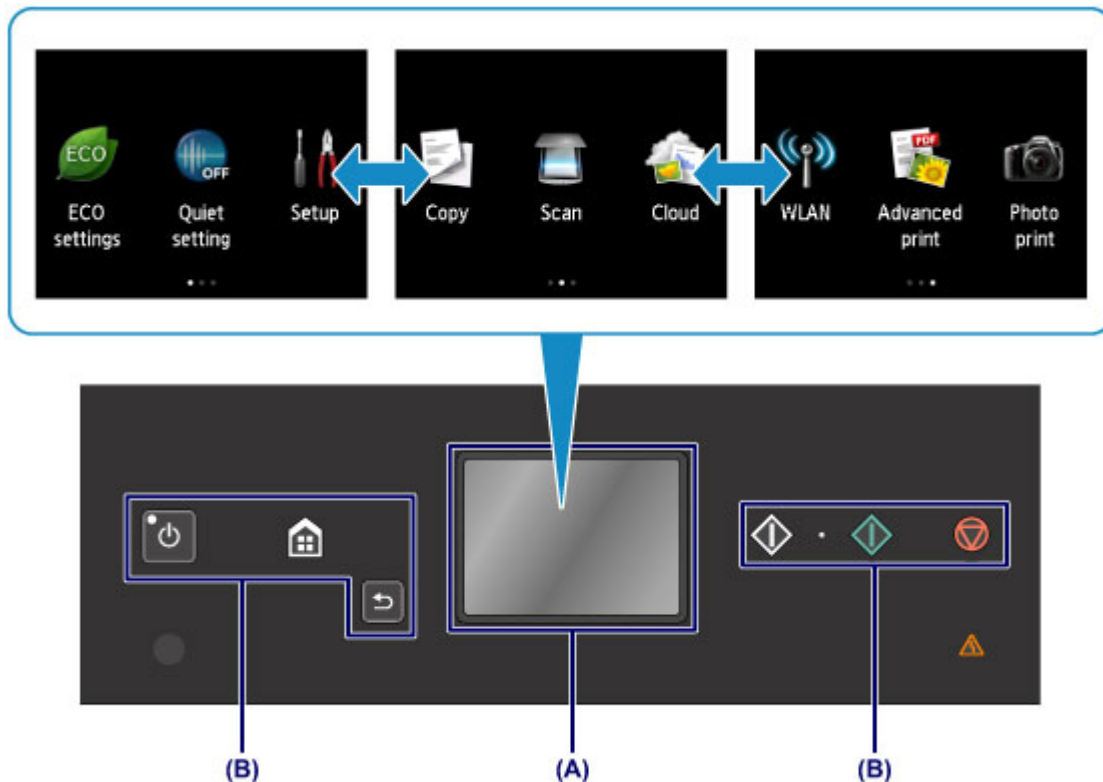 ECO
OFF
PDF
ECO
settings
Quiet
setting
Setup
Copy
Scan
Cloud
WLAN
Advanced
print
Photo
print
(B)
(A)
(B)